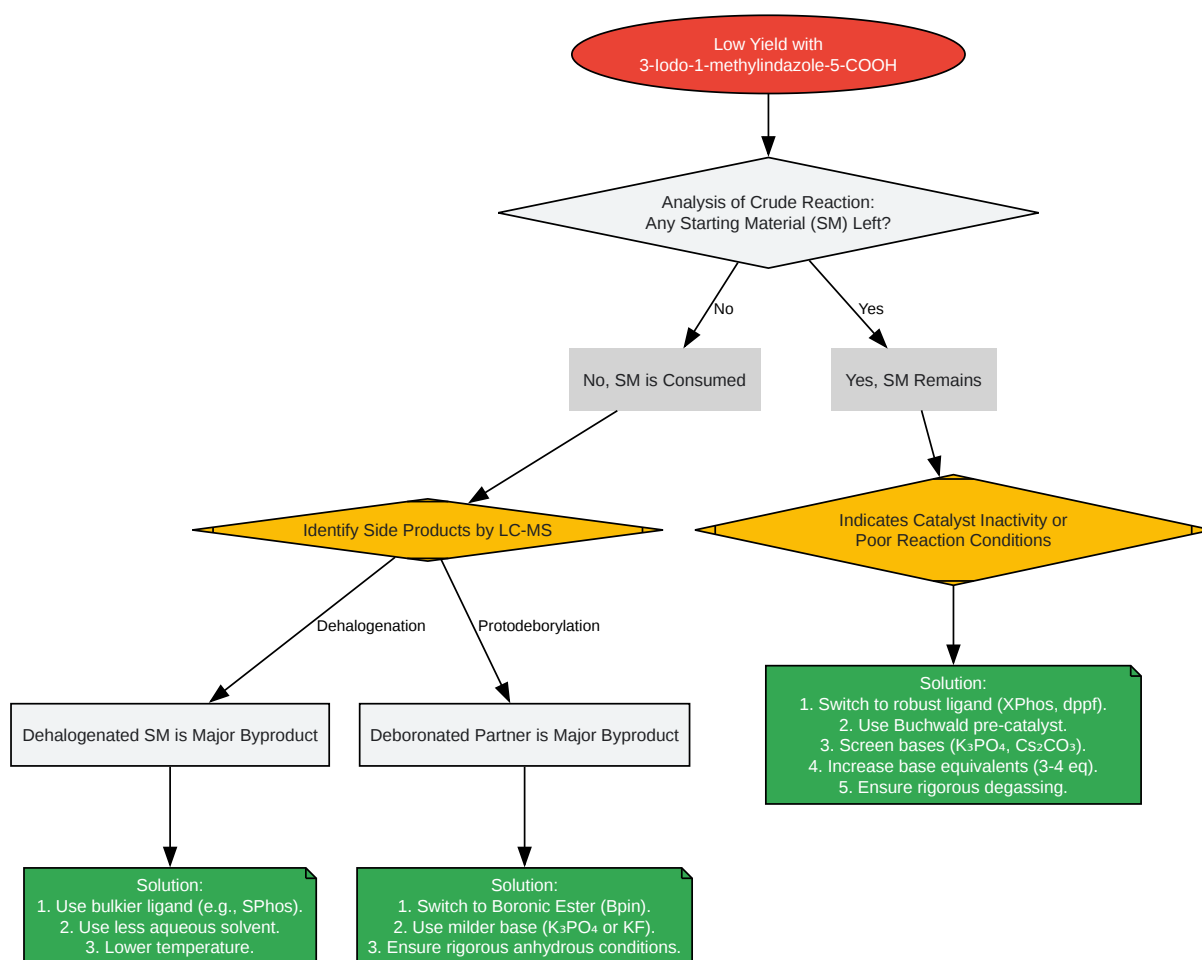 Low Yield with
3-Iodo-1-methylindazole-5-COOH
Analysis of Crude Reaction:
Any Starting Material (SM) Left?
No
Yes
No, SM is Consumed
Yes, SM Remains
Identify Side Products by LC-MS
Indicates Catalyst Inactivity or
Poor Reaction Conditions
Dehalogenation
Protodeborylation
Dehalogenated SM is Major Byproduct
Deboronated Partner is Major Byproduct
Solution:
1. Switch to robust ligand (XPhos, dppf).
2. Use Buchwald pre-catalyst.
3. Screen bases (K₃PO₄, Cs₂CO₃).
4. Increase base equivalents (3-4 eq).
5. Ensure rigorous degassing.
Solution:
1. Use bulkier ligand (e.g., SPhos).
2. Use less aqueous solvent.
3. Lower temperature.
Solution:
1. Switch to Boronic Ester (Bpin).
2. Use milder base (K₃PO₄ or KF).
3. Ensure rigorous anhydrous conditions.